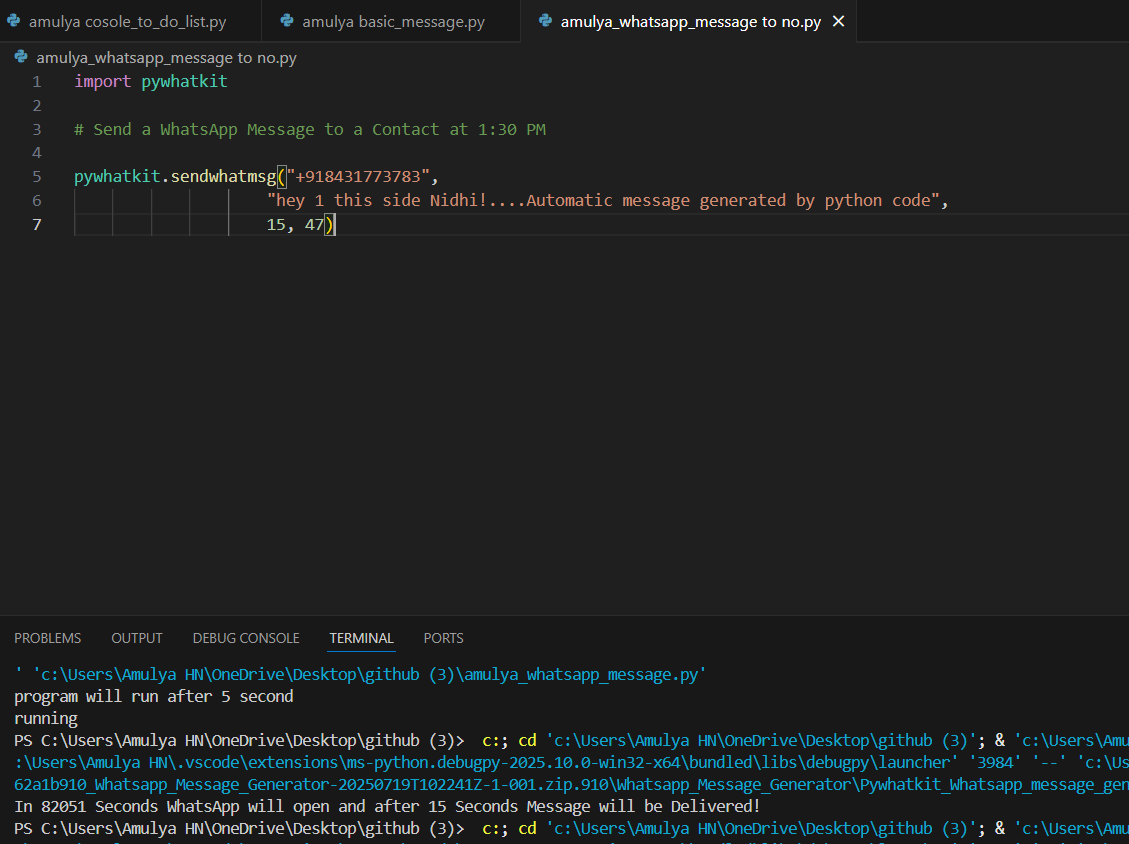 amulya cosole_to_do_list.py amulya basic_message.py amulya_whatsapp_message to no.py
amulya_whatsapp_message to no.py
1 import pywhatkit
2
3 # Send a WhatsApp Message to a Contact at 1:30 PM
4
5 pywhatkit.sendwhatmsg("+918431773783",
6 "hey 1 this side Nidhi!....Automatic message generated by python code",
7 15, 47)
PROBLEMS OUTPUT DEBUG CONSOLE TERMINAL PORTS
' 'c:\Users\Amulya HN\OneDrive\Desktop\github (3)\amulya_whatsapp_message.py'
program will run after 5 second
running
PS C:\Users\Amulya HN\OneDrive\Desktop\github (3)> c:; cd 'c:\Users\Amulya HN\OneDrive\Desktop\github (3)'; & 'c:\Users\Amu
:\Users\Amulya HN\.vscode\extensions\ms-python.debugpy-2025.10.0-win32-x64\bundled\libs\debugpy\launcher' '3984' '--' 'c:\Us
62a1b910_Whatsapp_Message_Generator-20250719T102241Z-1-001.zip.910\Whatsapp_Message_Generator\Pywhatkit_Whatsapp_message_gen
In 82051 Seconds WhatsApp will open and after 15 Seconds Message will be Delivered!
PS C:\Users\Amulya HN\OneDrive\Desktop\github (3)> c:; cd 'c:\Users\Amulya HN\OneDrive\Desktop\github (3)'; & 'c:\Users\Amu